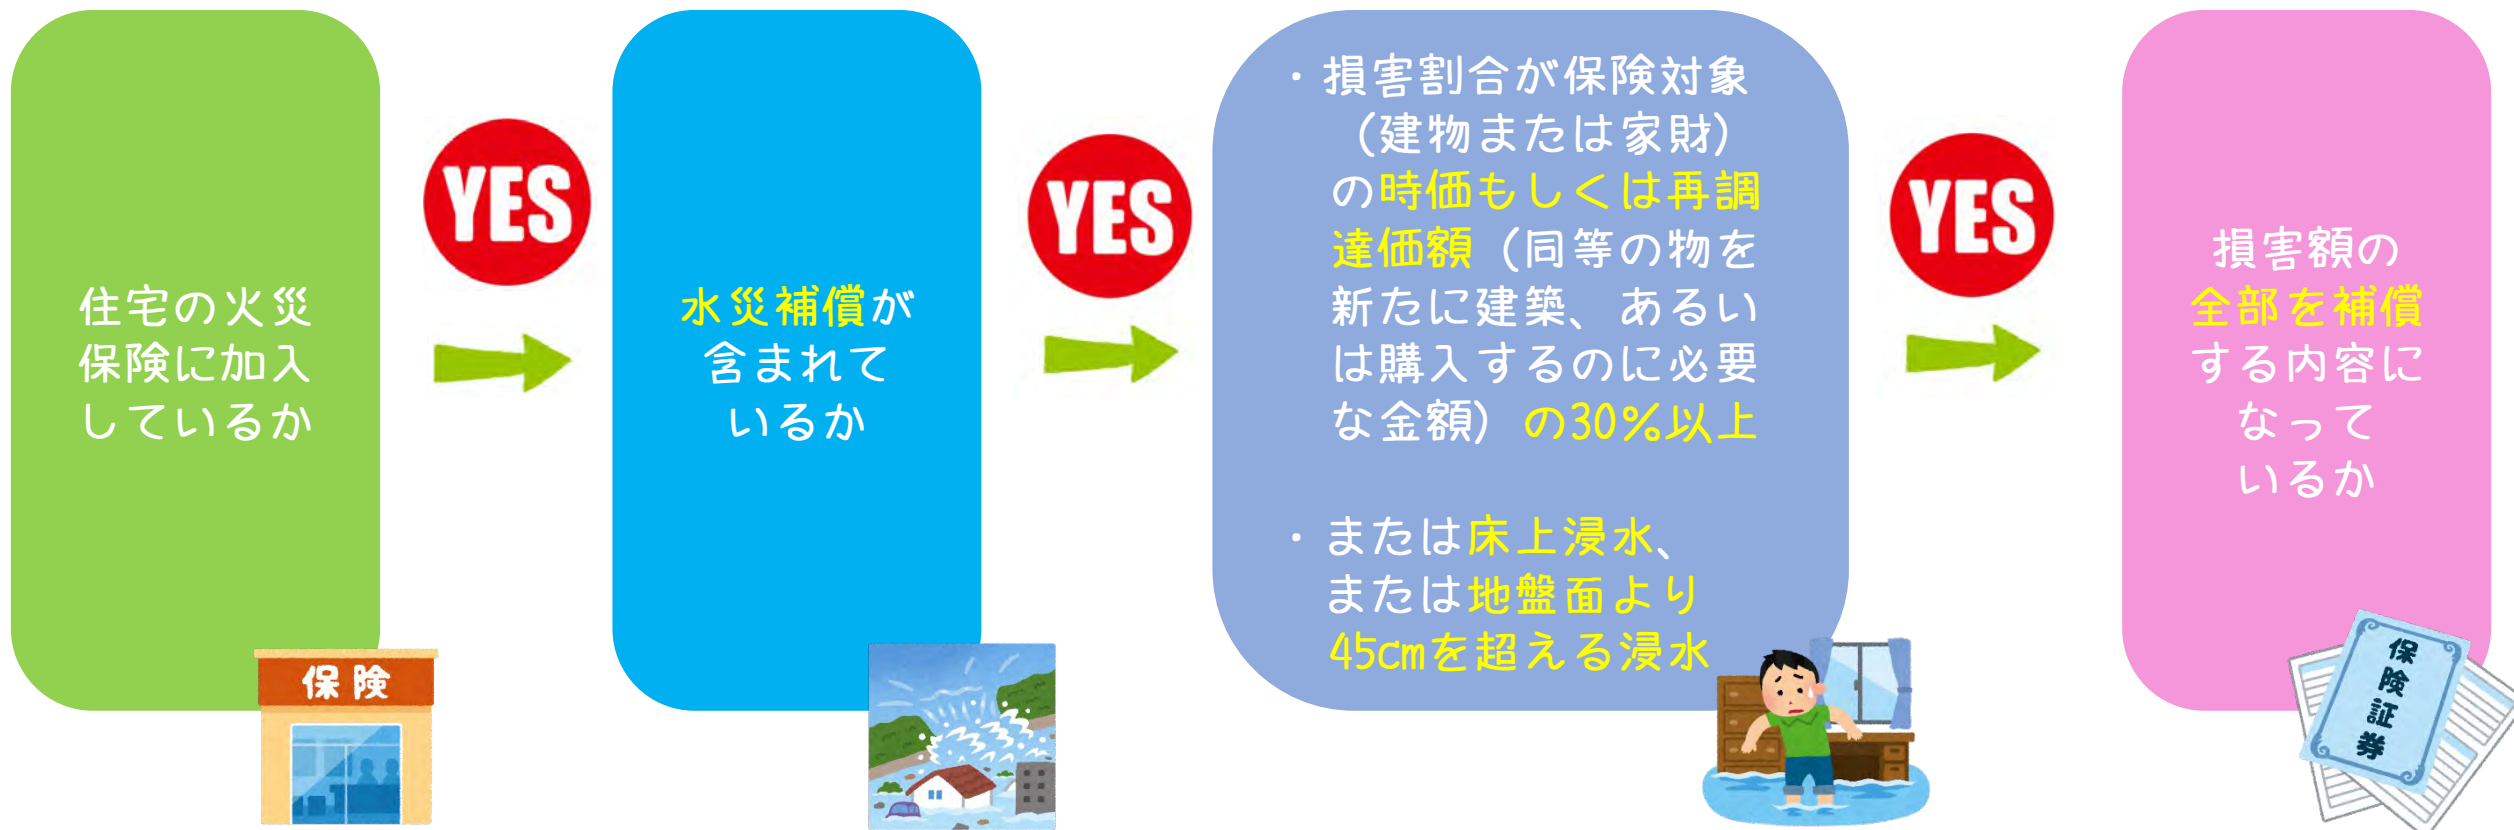 住宅の火災
保険に加入
しているか
保険
YES
水災補償が
含まれて
いるか
YES
・損害割合が保険対象
（建物または家財）
の時価もしくは再調
達価額（同等の物を
新たに建築、あるい
は購入するのに必要
な金額）の30%以上
・または床上浸水、
または地盤面より
45cmを超える浸水
YES
損害額の
全部を補償
する内容に
なって
いるか
保険証券